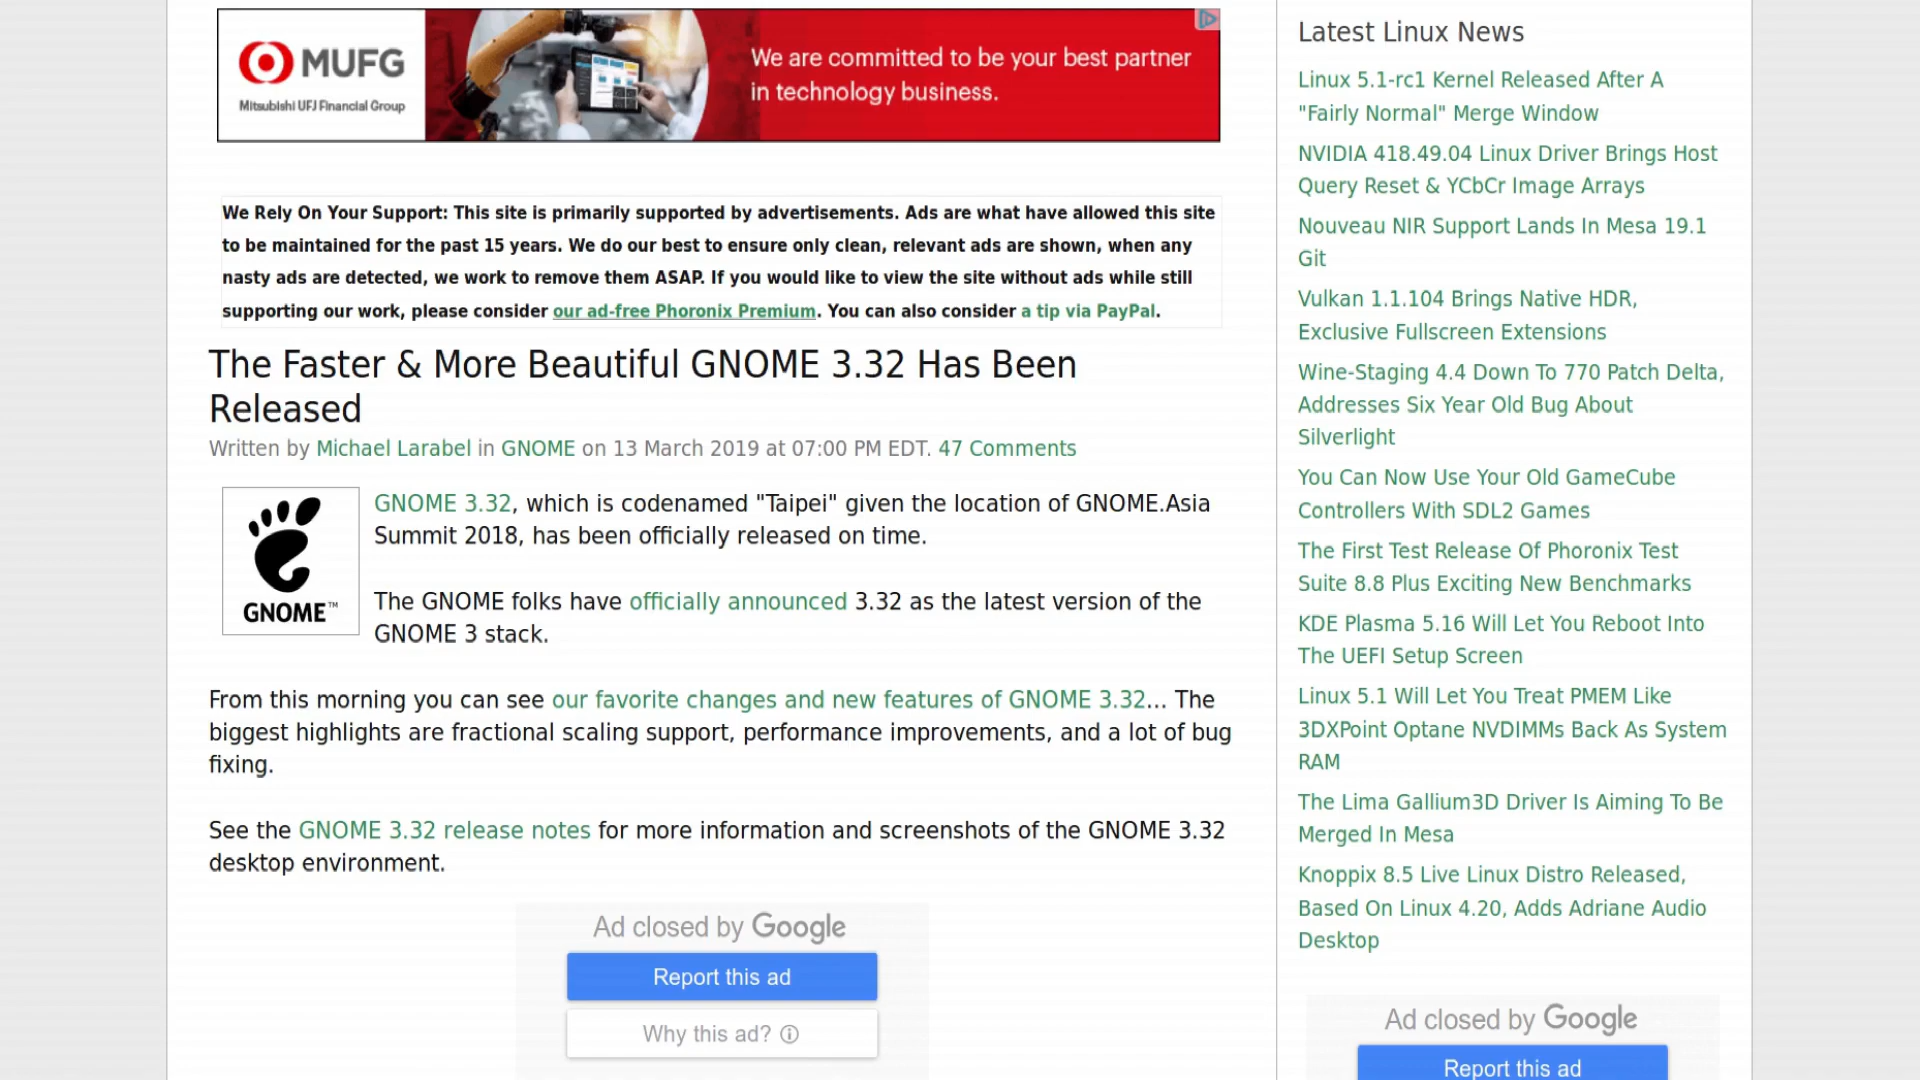 MUFG
Mitsubishi UFJ Financial Group
We are committed to be your best partner
in technology business.
We Rely On Your Support: This site is primarily supported by advertisements. Ads are what have allowed this site
to be maintained for the past 15 years. We do our best to ensure only clean, relevant ads are shown, when any
nasty ads are detected, we work to remove them ASAP. If you would like to view the site without ads while still
supporting our work, please consider our ad-free Phoronix Premium. You can also consider a tip via PayPal.
The Faster & More Beautiful GNOME 3.32 Has Been
Released
Written by Michael Larabel in GNOME on 13 March 2019 at 07:00 PM EDT. 47 Comments
GNOME™
GNOME 3.32, which is codenamed "Taipei" given the location of GNOME.Asia
Summit 2018, has been officially released on time.
The GNOME folks have officially announced 3.32 as the latest version of the
GNOME 3 stack.
From this morning you can see our favorite changes and new features of GNOME 3.32... The
biggest highlights are fractional scaling support, performance improvements, and a lot of bug
fixing.
See the GNOME 3.32 release notes for more information and screenshots of the GNOME 3.32
desktop environment.
Ad closed by Google
Report this ad
Why this ad?
Latest Linux News
Linux 5.1-rc1 Kernel Released After A
"Fairly Normal" Merge Window
NVIDIA 418.49.04 Linux Driver Brings Host
Query Reset & YCbCr Image Arrays
Nouveau NIR Support Lands In Mesa 19.1
Git
Vulkan 1.1.104 Brings Native HDR,
Exclusive Fullscreen Extensions
Wine-Staging 4.4 Down To 770 Patch Delta,
Addresses Six Year Old Bug About
Silverlight
You Can Now Use Your Old GameCube
Controllers With SDL2 Games
The First Test Release Of Phoronix Test
Suite 8.8 Plus Exciting New Benchmarks
KDE Plasma 5.16 Will Let You Reboot Into
The UEFI Setup Screen
Linux 5.1 Will Let You Treat PMEM Like
3DXPoint Optane NVDIMMs Back As System
RAM
The Lima Gallium3D Driver Is Aiming To Be
Merged In Mesa
Knoppix 8.5 Live Linux Distro Released,
Based On Linux 4.20, Adds Adriane Audio
Desktop
Ad closed by Google
Report this ad